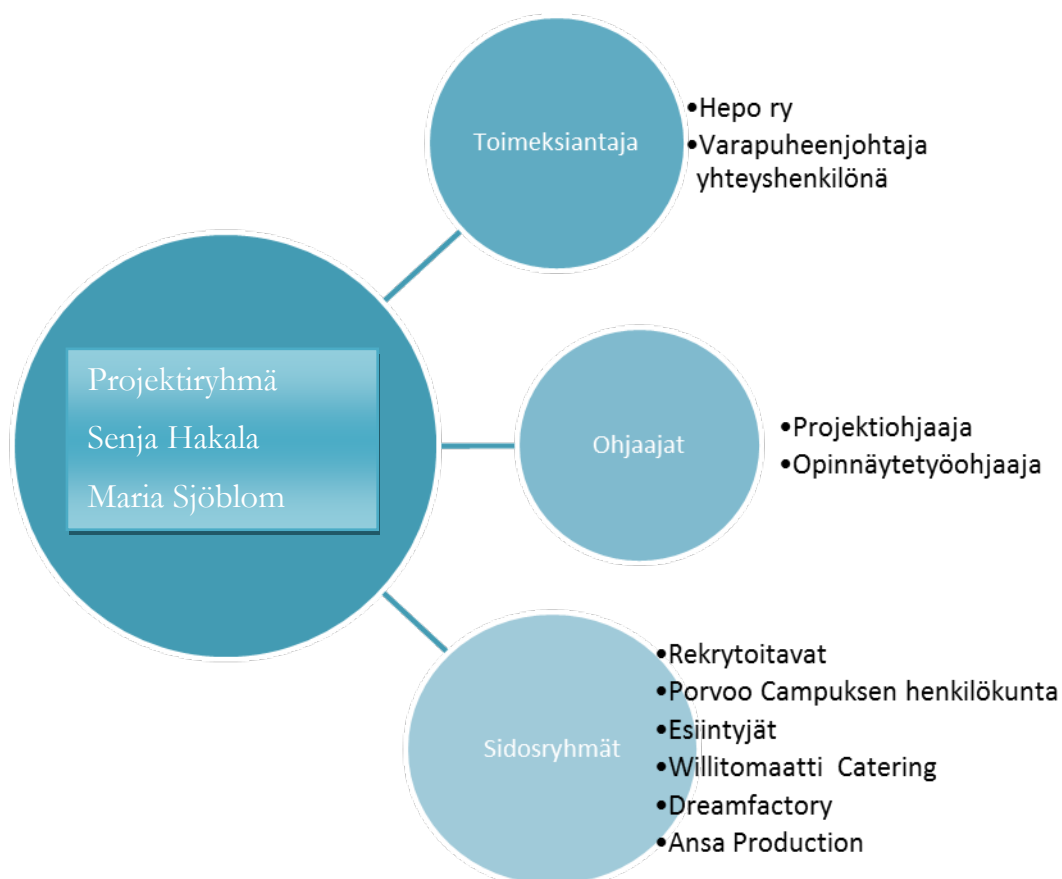 Toimeksiantaja
•Hepo ry
•Varapuheenjohtaja
yhteyshenkilönä
Projektiryhmä
Senja Hakala
Maria Sjöblom
Ohjaajat
•Projektiohjaaja
•Opinnäytetyöohjaaja
Sidosryhmät
•Rekrytoitavat
•Porvoo Campuksen henkilökunta
•Esiintyjät
•Willitomaatti Catering
•Dreamfactory
•Ansa Production